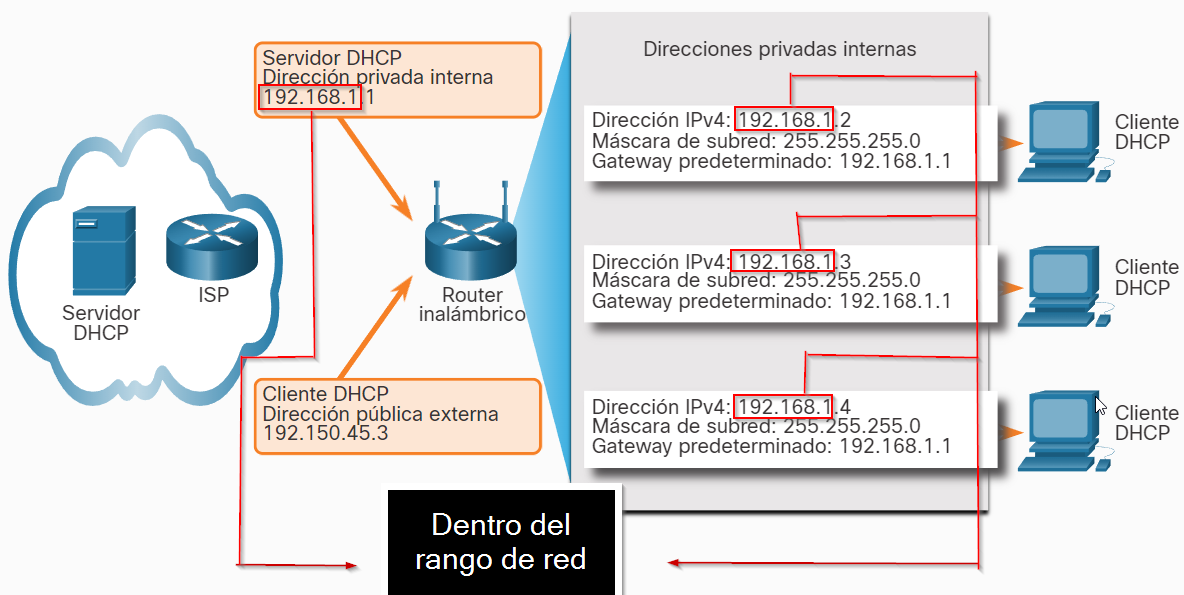 Servidor DHCP
Dirección privada interna
192.168.1.1
Direcciones privadas internas
Dirección IPv4: 192.168.1.2
Máscara de subred: 255.255.255.0
Gateway predeterminado: 192.168.1.1
Cliente
DHCP
Dirección IPv4: 192.168.1.3
Máscara de subred: 255.255.255.0
Gateway predeterminado: 192.168.1.1
Cliente
DHCP
Dirección IPv4: 192.168.1.4
Máscara de subred: 255.255.255.0
Gateway predeterminado: 192.168.1.1
Cliente
DHCP
Servidor
DHCP
ISP
Router
inalámbrico
Cliente DHCP
Dirección pública externa
192.150.45.3
Dentro del
rango de red